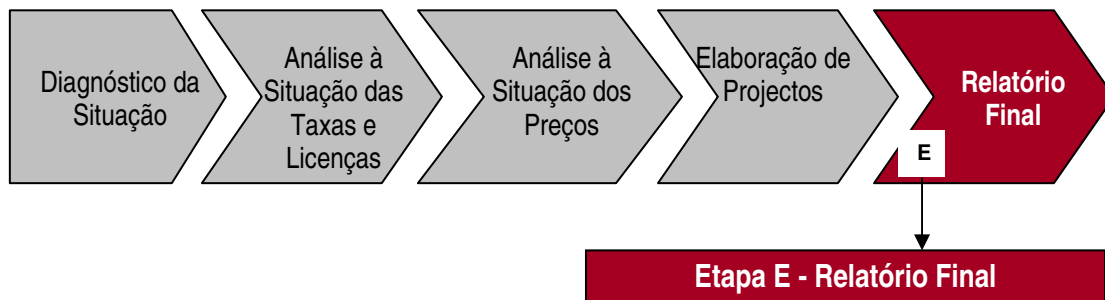 Diagnóstico da
Situação
Análise à
Situação das
Taxas e
Licenças
Análise à
Situação dos
Preços
Elaboração de
Projectos
Relatório
Final
E
Etapa E - Relatório Final